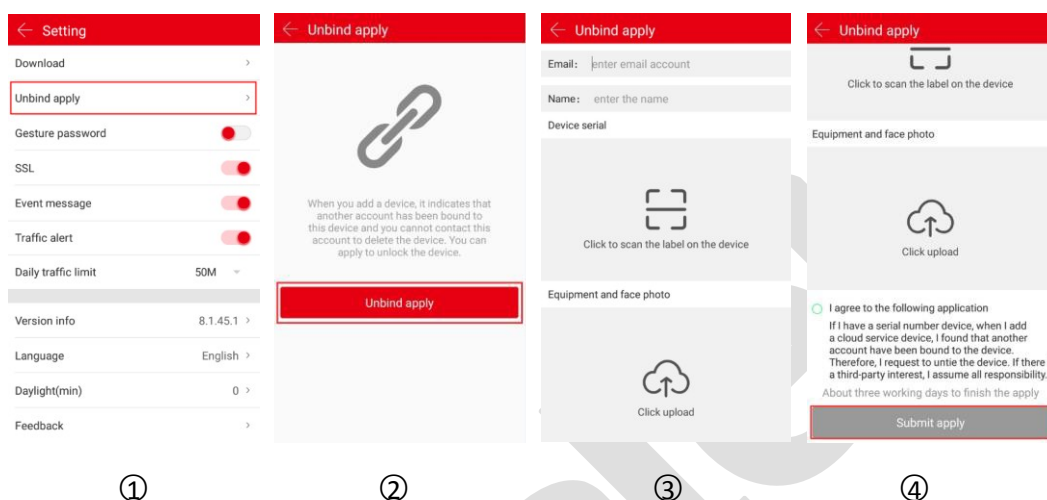 Setting
Download
Unbind apply
Gesture password
SSL
Event message
Traffic alert
Daily traffic limit 50M
Version info 8.1.45.1
Language English
Daylight(min) 0
Feedback
①
Unbind apply
When you add a device, it indicates that
another account has been bound to
this device and you cannot contact this
account to delete the device. You can
apply to unlock the device.
Unbind apply
②
Unbind apply
Email: enter email account
Name: enter the name
Device serial
Click to scan the label on the device
Equipment and face photo
Click upload
③
Unbind apply
Click to scan the label on the device
Equipment and face photo
Click upload
I agree to the following application
If I have a serial number device, when I add
a cloud service device, I found that another
account have been bound to the device.
Therefore, I request to untie the device. If there
a third-party interest, I assume all responsibility.
About three working days to finish the apply
Submit apply
④